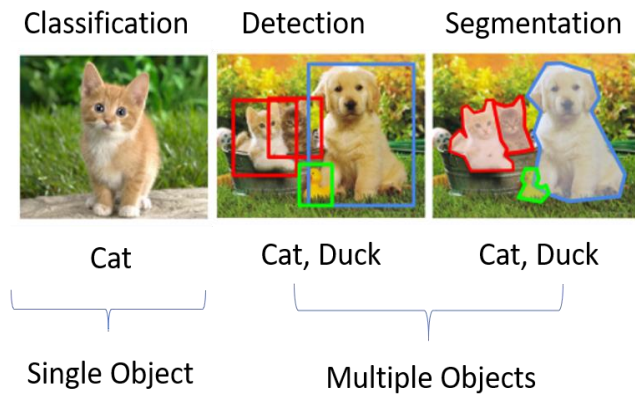 Classification Detection Segmentation
Cat
Cat, Duck
Cat, Duck
Single Object
Multiple Objects